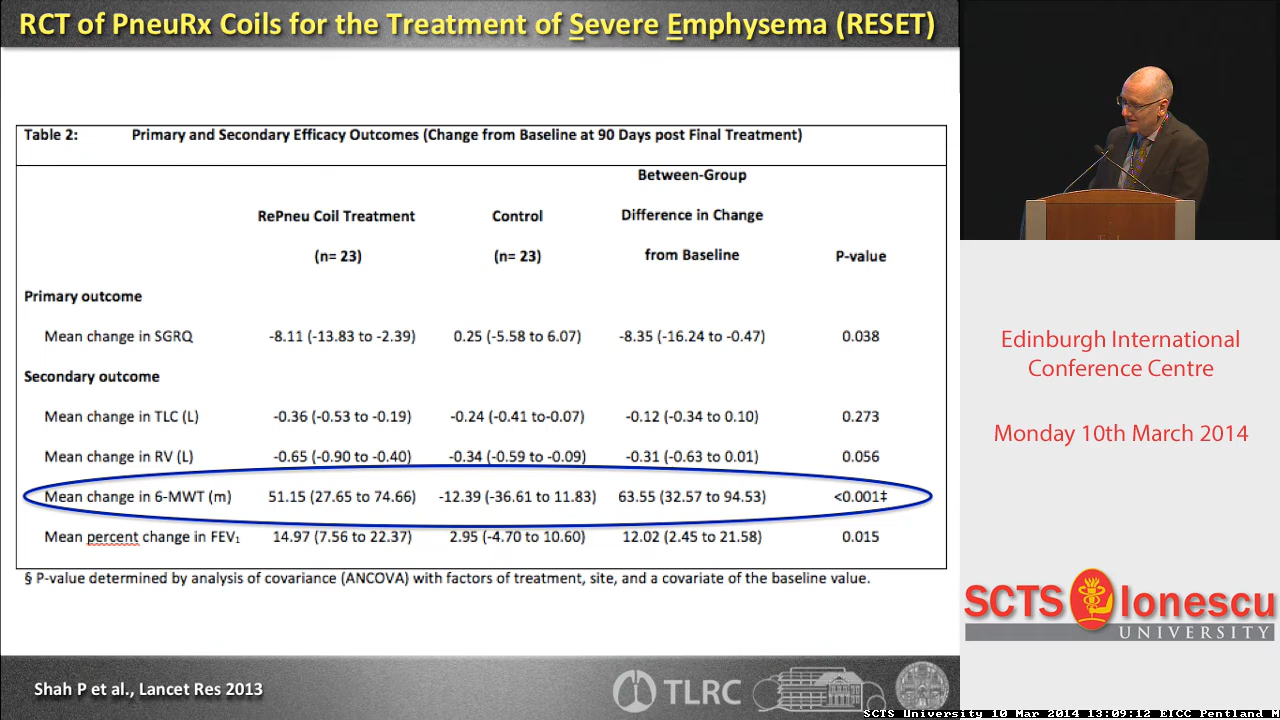 RCT of PneuRx Coils for the Treatment of Severe Emphysema (RESET)
Table 2: Primary and Secondary Efficacy Outcomes (Change from Baseline at 90 Days post Final Treatment)
Between-Group
RePneu Coil Treatment Control Difference in Change
(n= 23) (n= 23) from Baseline P-value
Primary outcome
Mean change in SGRQ -8.11 (-13.83 to -2.39) 0.25 (-5.58 to 6.07) -8.35 (-16.24 to -0.47) 0.038
Secondary outcome
Mean change in TLC (L) -0.36 (-0.53 to -0.19) -0.24 (-0.41 to-0.07) -0.12 (-0.34 to 0.10) 0.273
Mean change in RV (L) -0.65 (-0.90 to -0.40) -0.34 (-0.59 to -0.09) -0.31 (-0.63 to 0.01) 0.056
Mean change in 6-MWT (m) 51.15 (27.65 to 74.66) -12.39 (-36.61 to 11.83) 63.55 (32.57 to 94.53) <0.001‡
Mean percent change in FEV₁ 14.97 (7.56 to 22.37) 2.95 (-4.70 to 10.60) 12.02 (2.45 to 21.58) 0.015
§ P-value determined by analysis of covariance (ANCOVA) with factors of treatment, site, and a covariate of the baseline value.
Shah P et al., Lancet Res 2013
TLRC
Edinburgh International
Conference Centre
Monday 10th March 2014
SCTS Ionescu
UNIVERSITY
SCTS University 10 Mar 2014 13:09:12 EICC Pentland M